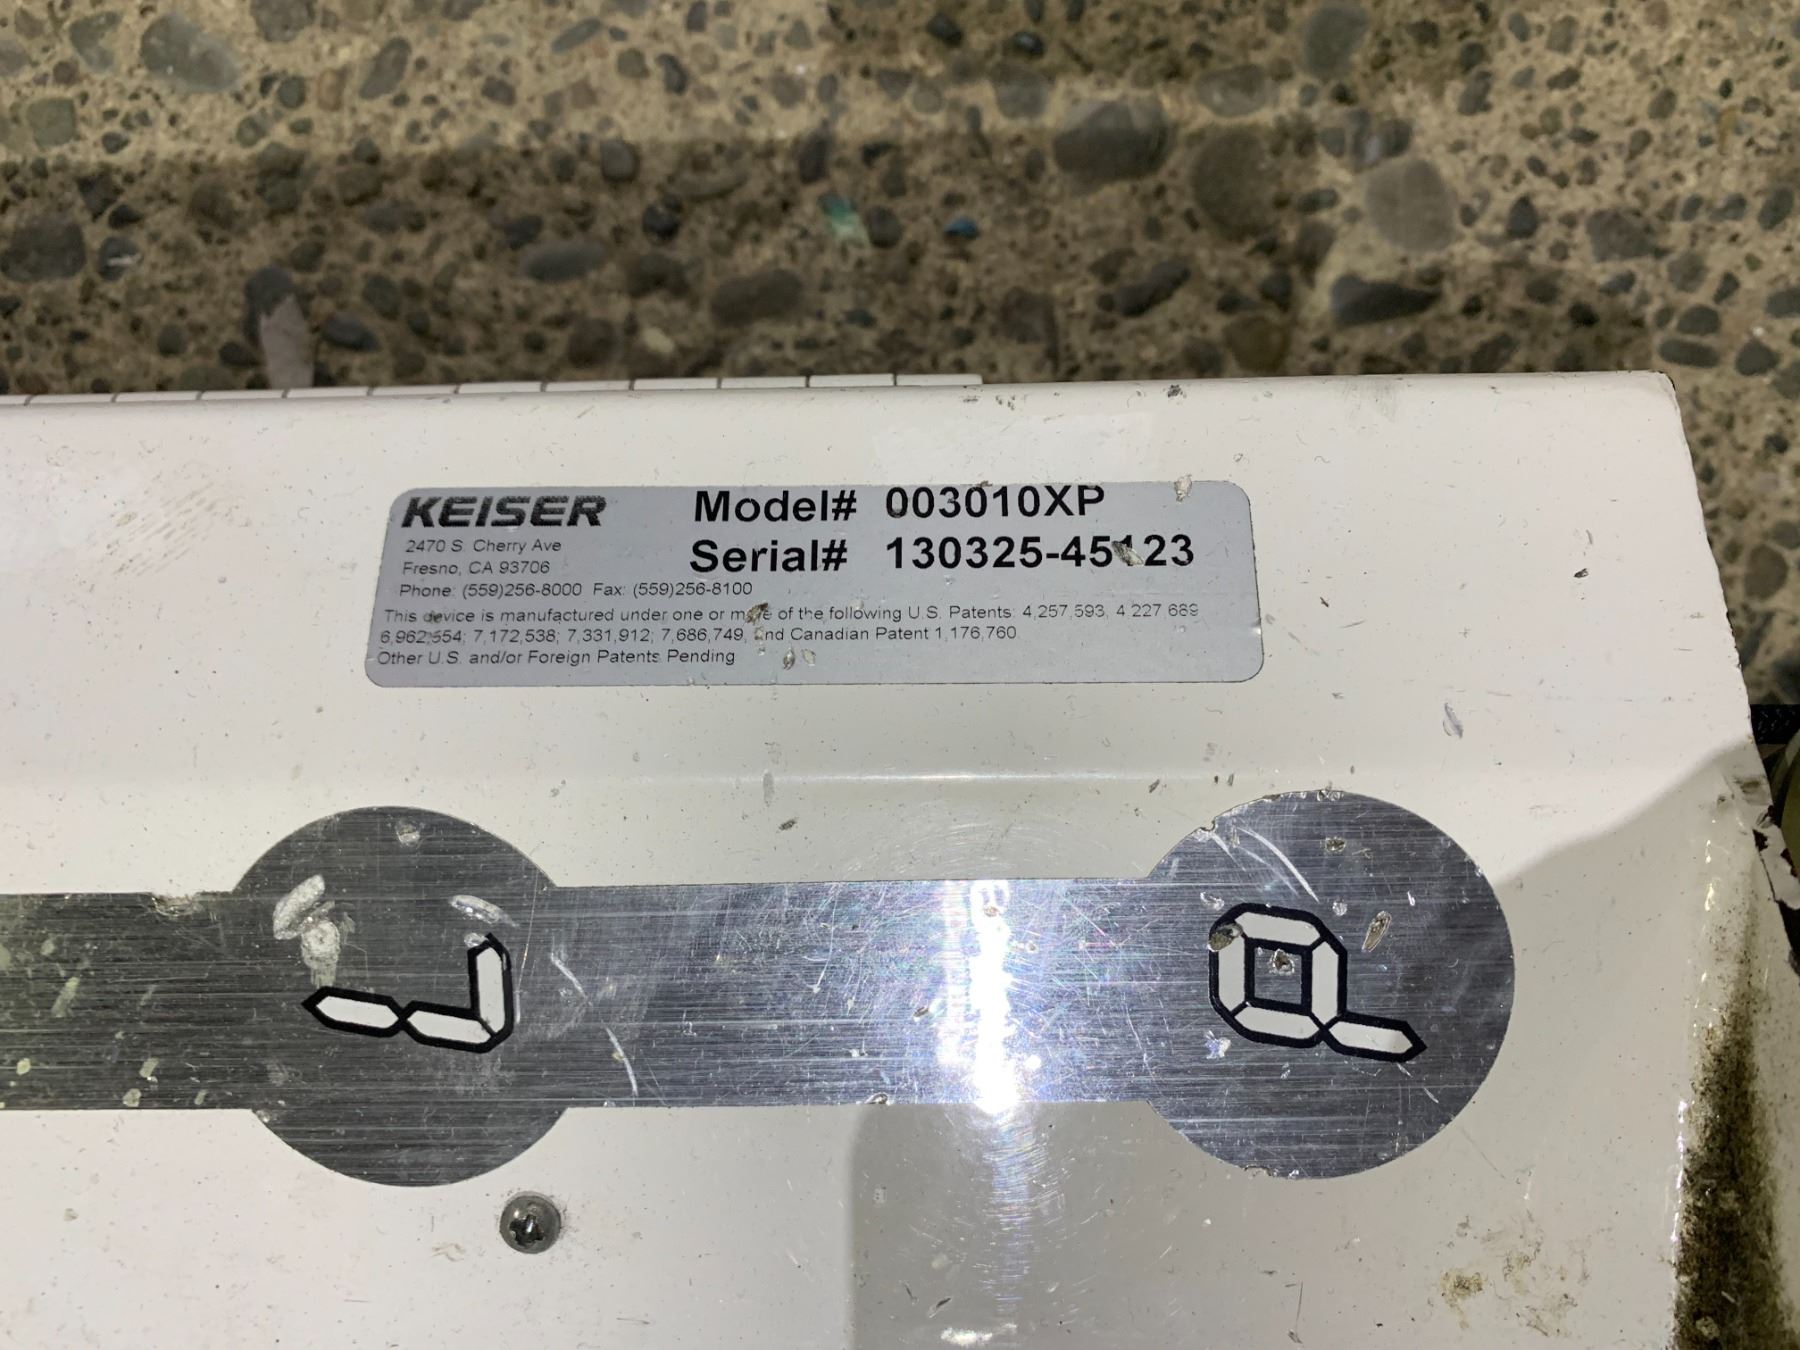 KEISER
Model# 003010XP
Serial# 130325-45123
2470 S. Cherry Ave
Fresno, CA 93706
Phone: (559)256-8000 Fax: (559)256-8100
This device is manufactured under one or more of the following U.S. Patents: 4,257,593, 4,227,689
6,962,554; 7,172,538; 7,331,912; 7,686,749, and Canadian Patent 1,176,760.
Other U.S. and/or Foreign Patents Pending